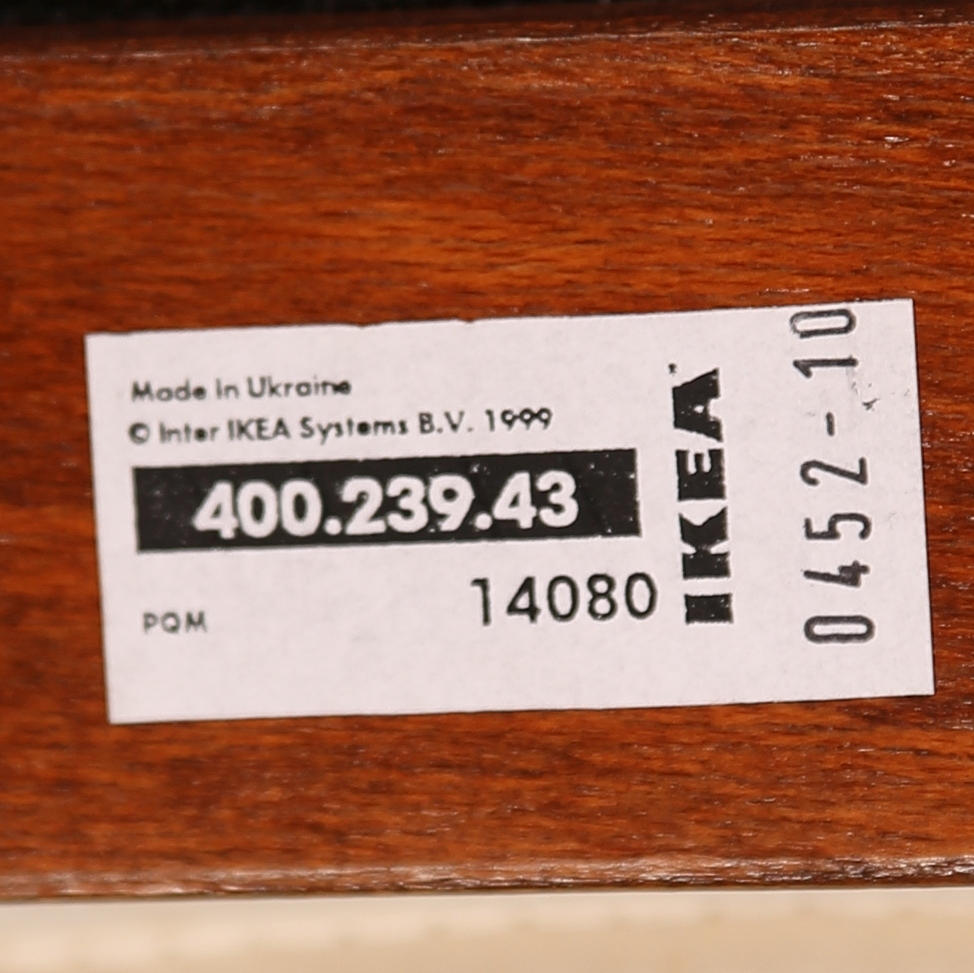 Made in Ukraine
© Inter IKEA Systems B.V. 1999
400.239.43
PQM
14080
IKEA
0452-10